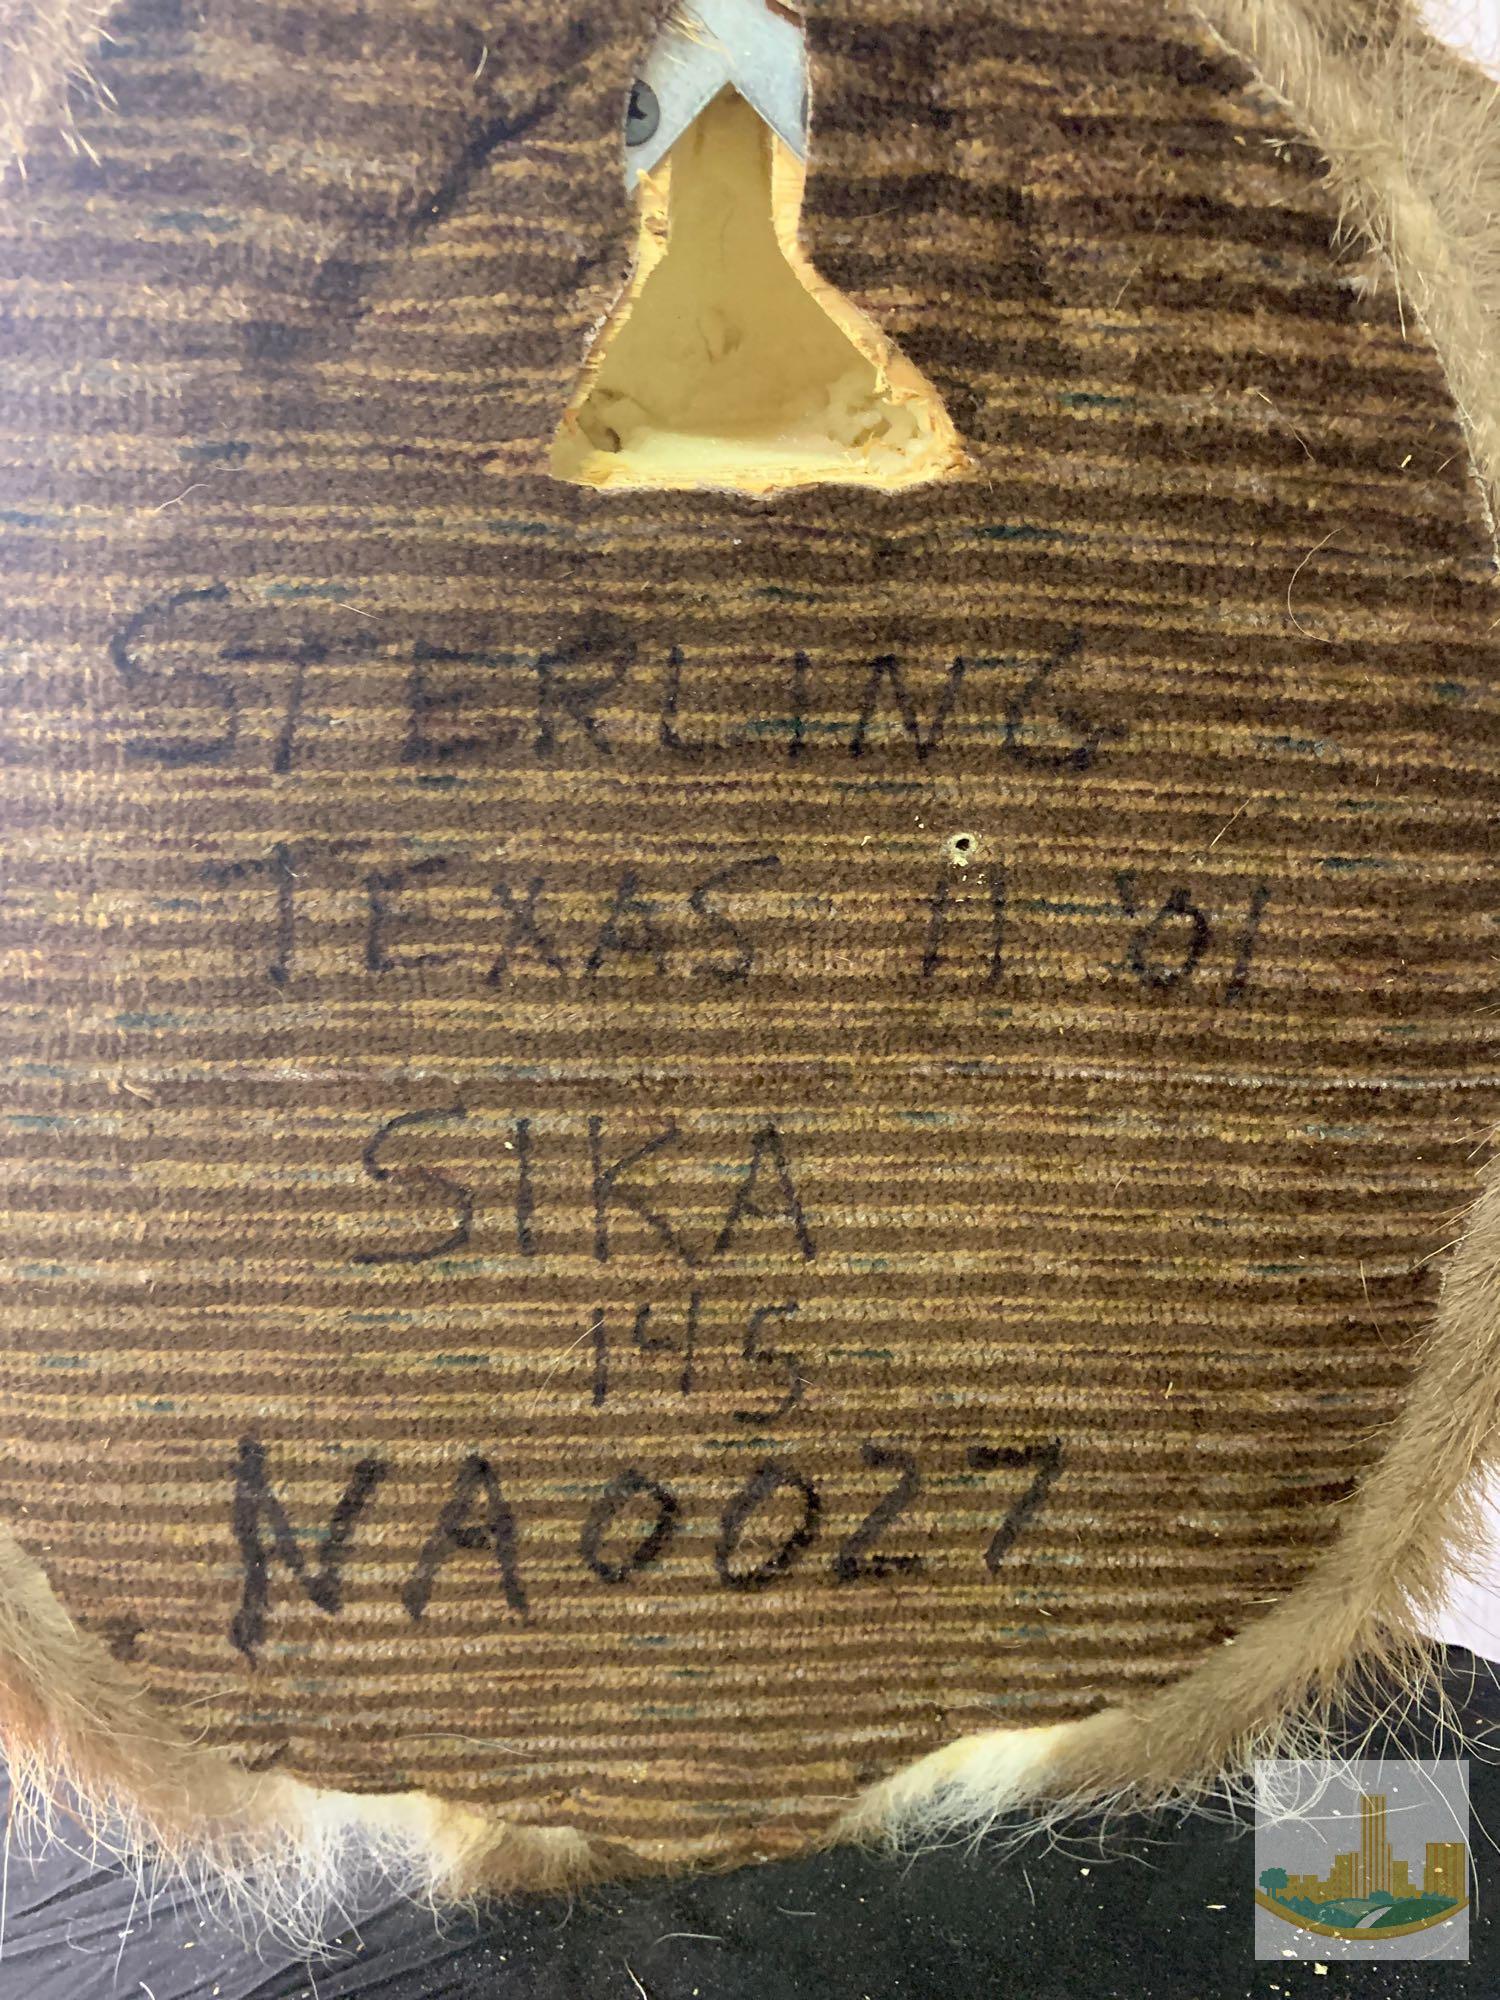 STERLING
TEXAS 11 '01
SIKA
145
NA0027